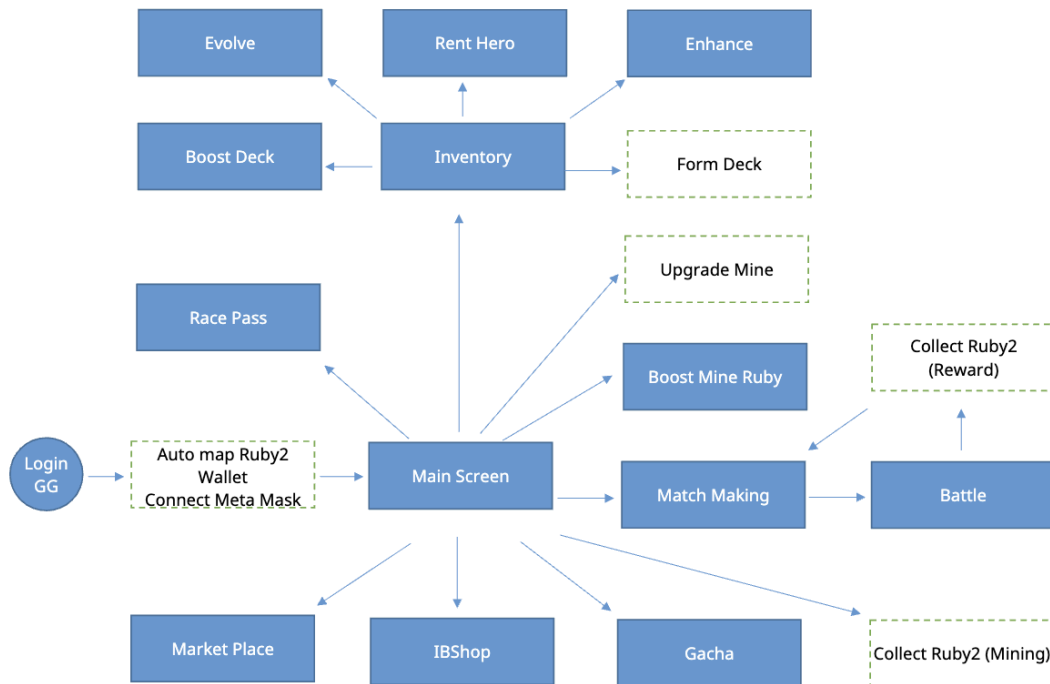 Evolve
Rent Hero
Enhance
Boost Deck
Inventory
Form Deck
Upgrade Mine
Race Pass
Boost Mine Ruby
Collect Ruby2
(Reward)
Login
GG
Auto map Ruby2
Wallet
Connect Meta Mask
Main Screen
Match Making
Battle
Market Place
IBShop
Gacha
Collect Ruby2 (Mining)